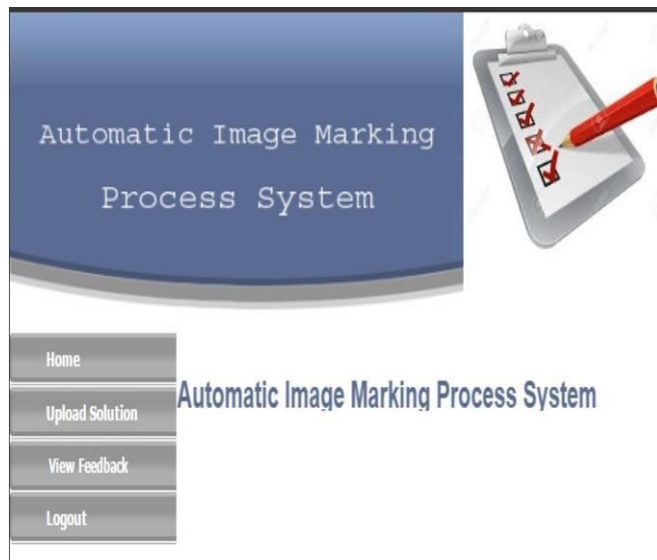 Automatic Image Marking
Process System
Home
Upload Solution
View Feedback
Logout
Automatic Image Marking Process System